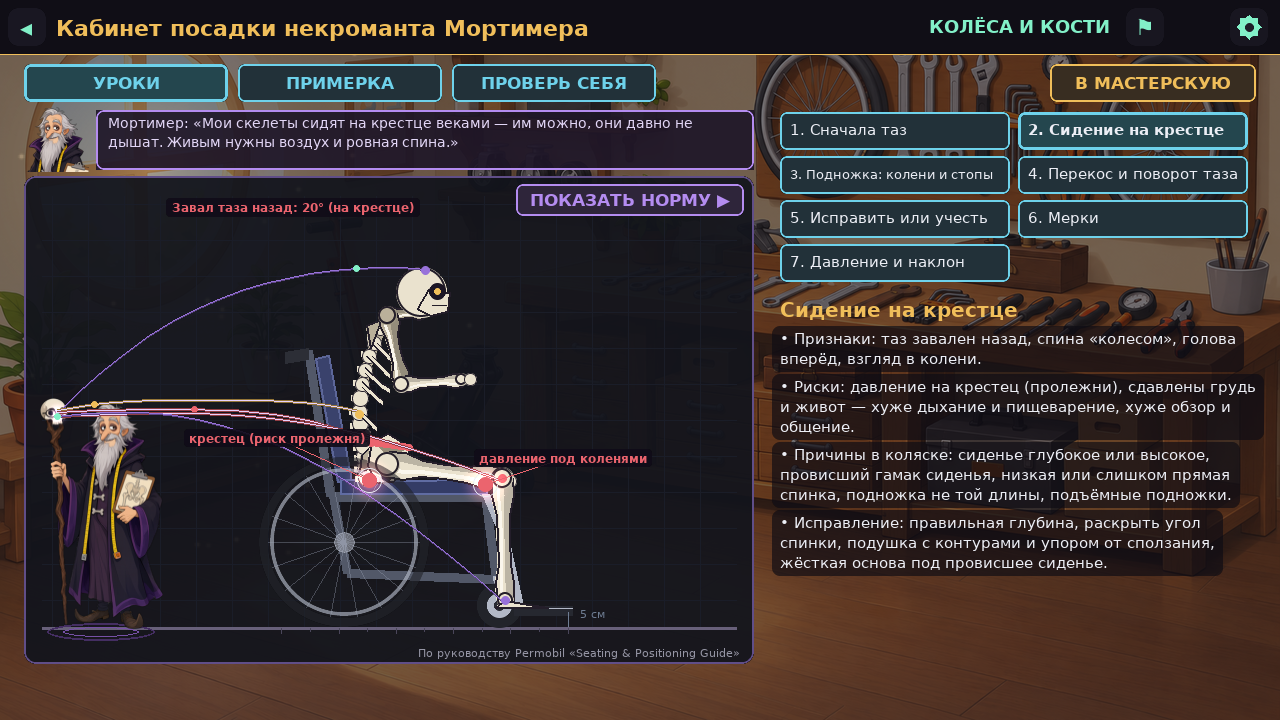 Кабинет посадки некроманта Мортимера
КОЛЁСА И КОСТИ
УРОКИ
ПРИМЕРКА
ПРОВЕРЬ СЕБЯ
В МАСТЕРСКУЮ
Мортимер: «Мои скелеты сидят на крестце веками — им можно, они давно не
дышат. Живым нужны воздух и ровная спина.»
Завал таза назад: 20° (на крестце)
ПОКАЗАТЬ НОРМУ ▶
крестец (риск пролежня)
давление под коленями
5 см
По руководству Permobil «Seating & Positioning Guide»
1. Сначала таз
2. Сидение на крестце
3. Подножка: колени и стопы
4. Перекос и поворот таза
5. Исправить или учесть
6. Мерки
7. Давление и наклон
Сидение на крестце
• Признаки: таз завален назад, спина «колесом», голова
вперёд, взгляд в колени.
• Риски: давление на крестец (пролежни), сдавлены грудь
и живот — хуже дыхание и пищеварение, хуже обзор и
общение.
• Причины в коляске: сиденье глубокое или высокое,
провисший гамак сиденья, низкая или слишком прямая
спинка, подножка не той длины, подъёмные подножки.
• Исправление: правильная глубина, раскрыть угол
спинки, подушка с контурами и упором от сползания,
жёсткая основа под провисшее сиденье.